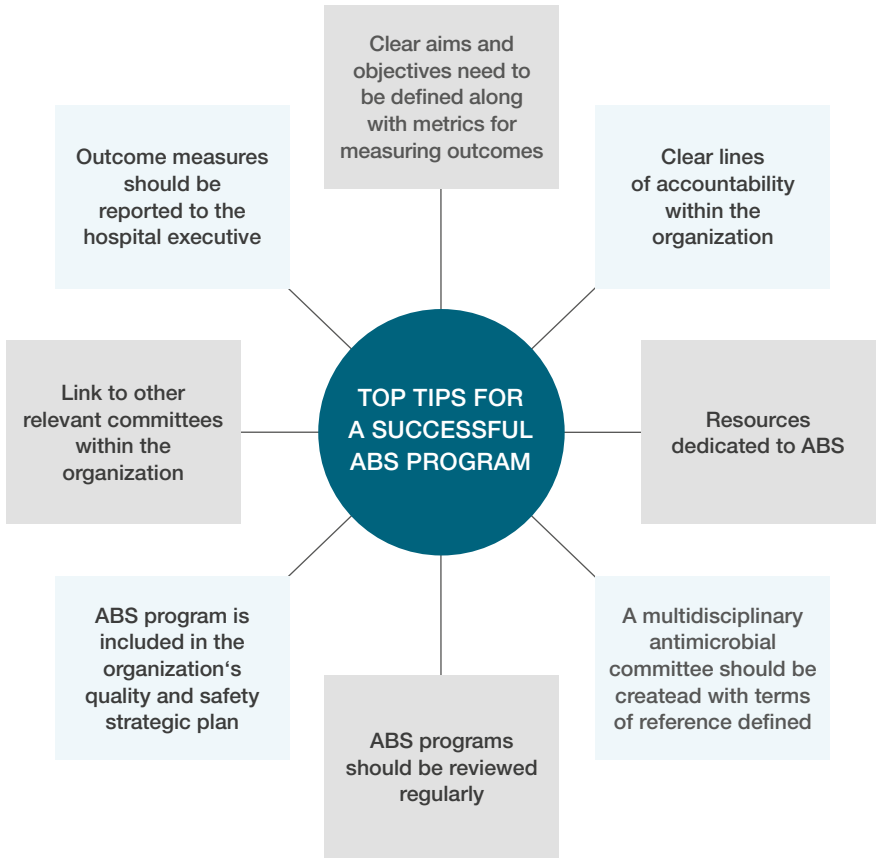 Clear aims and
objectives need to
be defined along
with metrics for
measuring outcomes
Outcome measures
should be
reported to the
hospital executive
Clear lines
of accountability
within the
organization
Link to other
relevant committees
within the
organization
TOP TIPS FOR
A SUCCESSFUL
ABS PROGRAM
Resources
dedicated to ABS
ABS program is
included in the
organization‘s
quality and safety
strategic plan
A multidisciplinary
antimicrobial
committee should be
createad with terms
of reference defined
ABS programs
should be reviewed
regularly